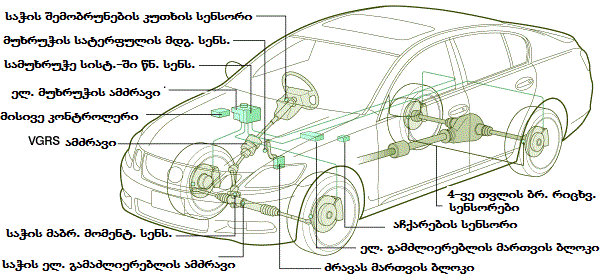 საჭის შემობრუნების კუთხის სენსორი
მუხრუჭის სატერფულის მდგ. სენს.
სამუხრუჭე სისტ.-ში წნ. სენს.
ელ. მუხრუჭის ამძრავი
მისივე კონტროლერი
VGRS ამძრავი
4-ვე თვლის ბრ. რიცხვ.
სენსორები
აჩქარების სენსორი
საჭის მაბრ. მომენტ. სენს.
ელ. გამძლიერებლის მართვის ბლოკი
საჭის ელ. გამაძლიერებლის ამძრავი
ძრავას მართვის ბლოკი